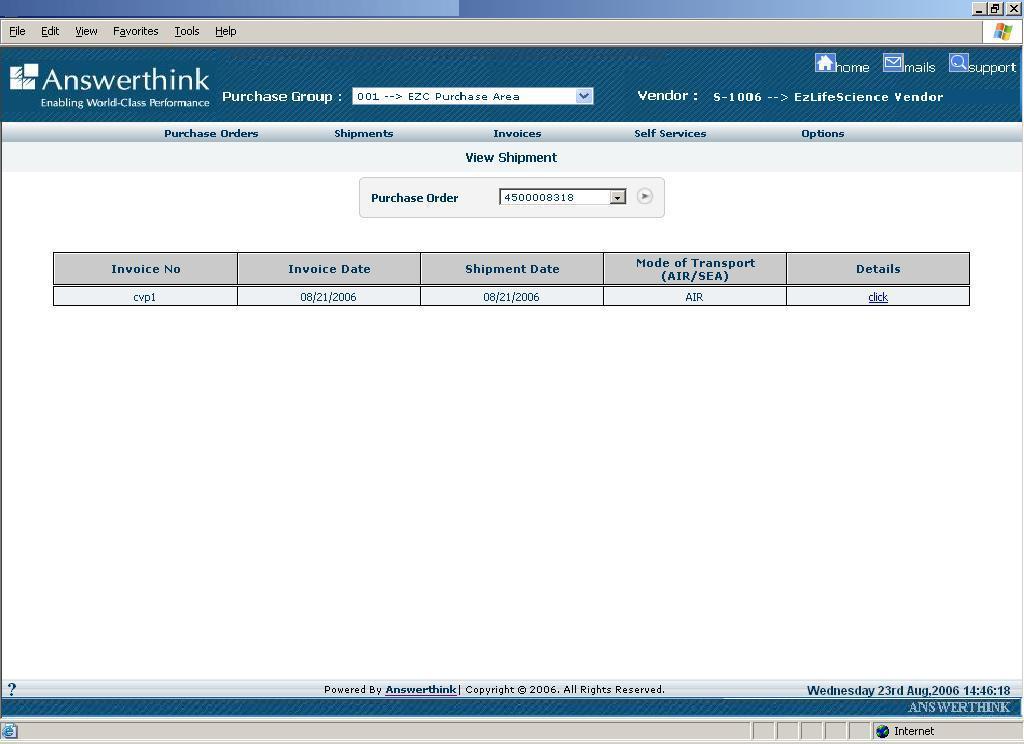 File Edit View Favorites Tools Help
home mails support
Answerthink
Enabling World-Class Performance
Purchase Group : 001 --> EZC Purchase Area Vendor : S-1006 --> EzLifeScience Vendor
Purchase Orders Shipments Invoices Self Services Options
View Shipment
Purchase Order 4500008318
Invoice No Invoice Date Shipment Date Mode of Transport (AIR/SEA) Details
cvp1 08/21/2006 08/21/2006 AIR click
? Powered By Answerthink| Copyright © 2006. All Rights Reserved. Wednesday 23rd Aug,2006 14:46:18
ANSWERTHINK
Internet